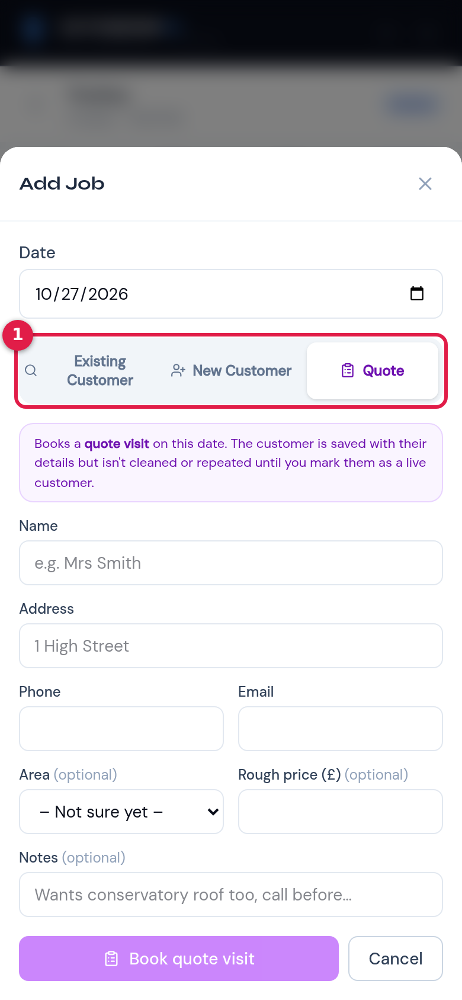 Add Job
Date
10/27/2026
1
Existing
Customer
New Customer
Quote
Books a quote visit on this date. The customer is saved with their
details but isn't cleaned or repeated until you mark them as a live
customer.
Name
e.g. Mrs Smith
Address
1 High Street
Phone
Email
Area (optional)
Rough price (£) (optional)
– Not sure yet –
Notes (optional)
Wants conservatory roof too, call before...
Book quote visit
Cancel